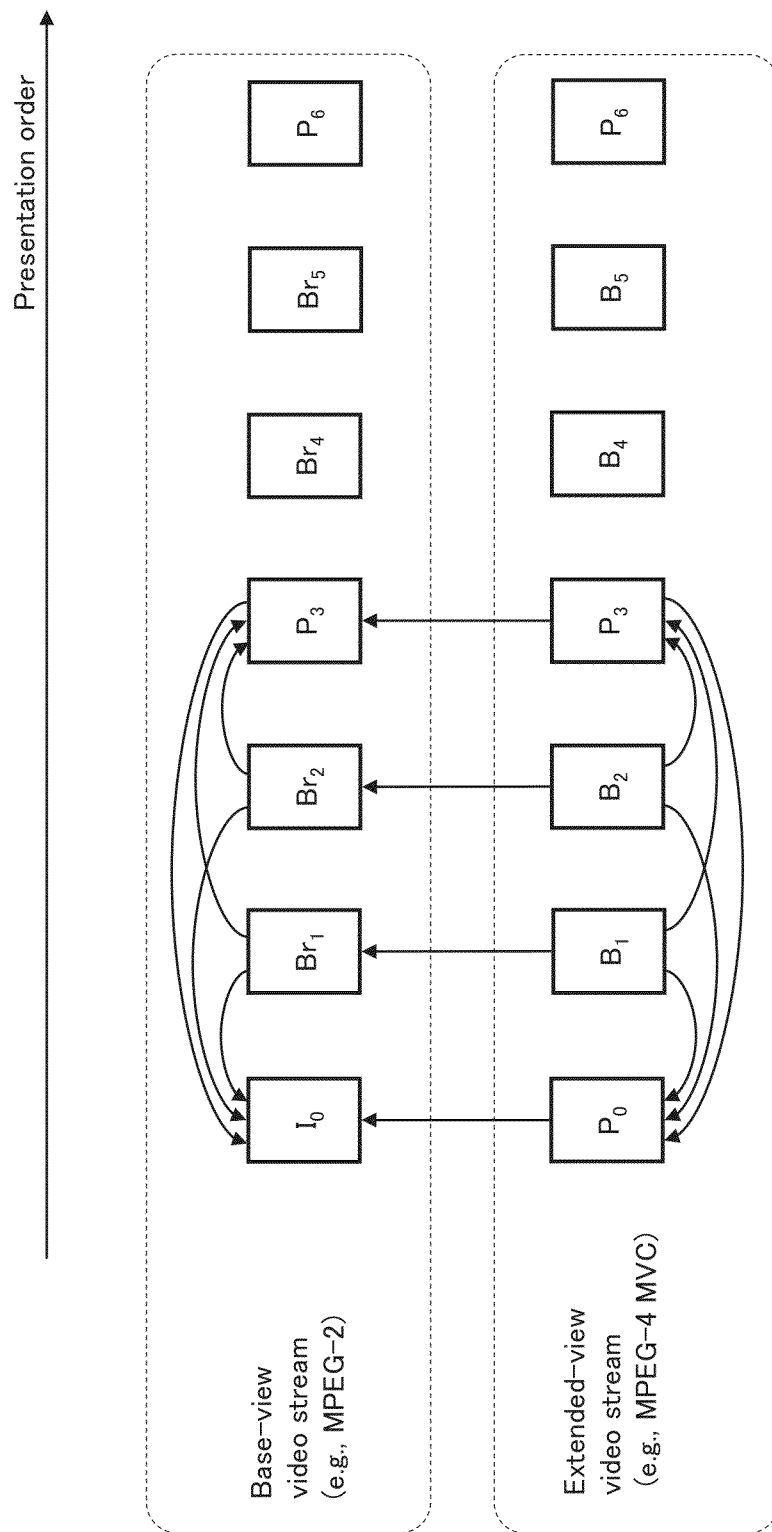 Presentation order
Base-view
video stream
(e.g., MPEG-2)
I₀
Br₁
Br₂
P₃
Br₄
Br₅
P₆
Extended-view
video stream
(e.g., MPEG-4 MVC)
P₀
B₁
B₂
P₃
B₄
B₅
P₆